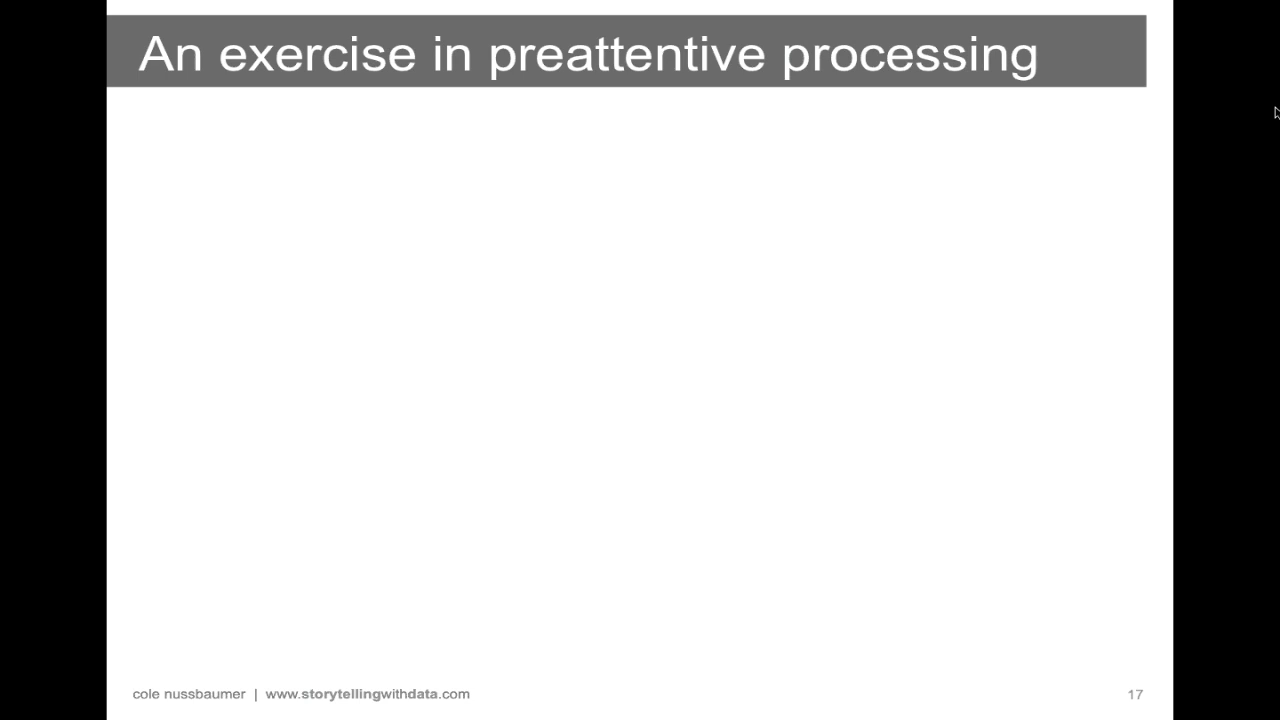 An exercise in preattentive processing
cole nussbaumer | www.storytellingwithdata.com
17